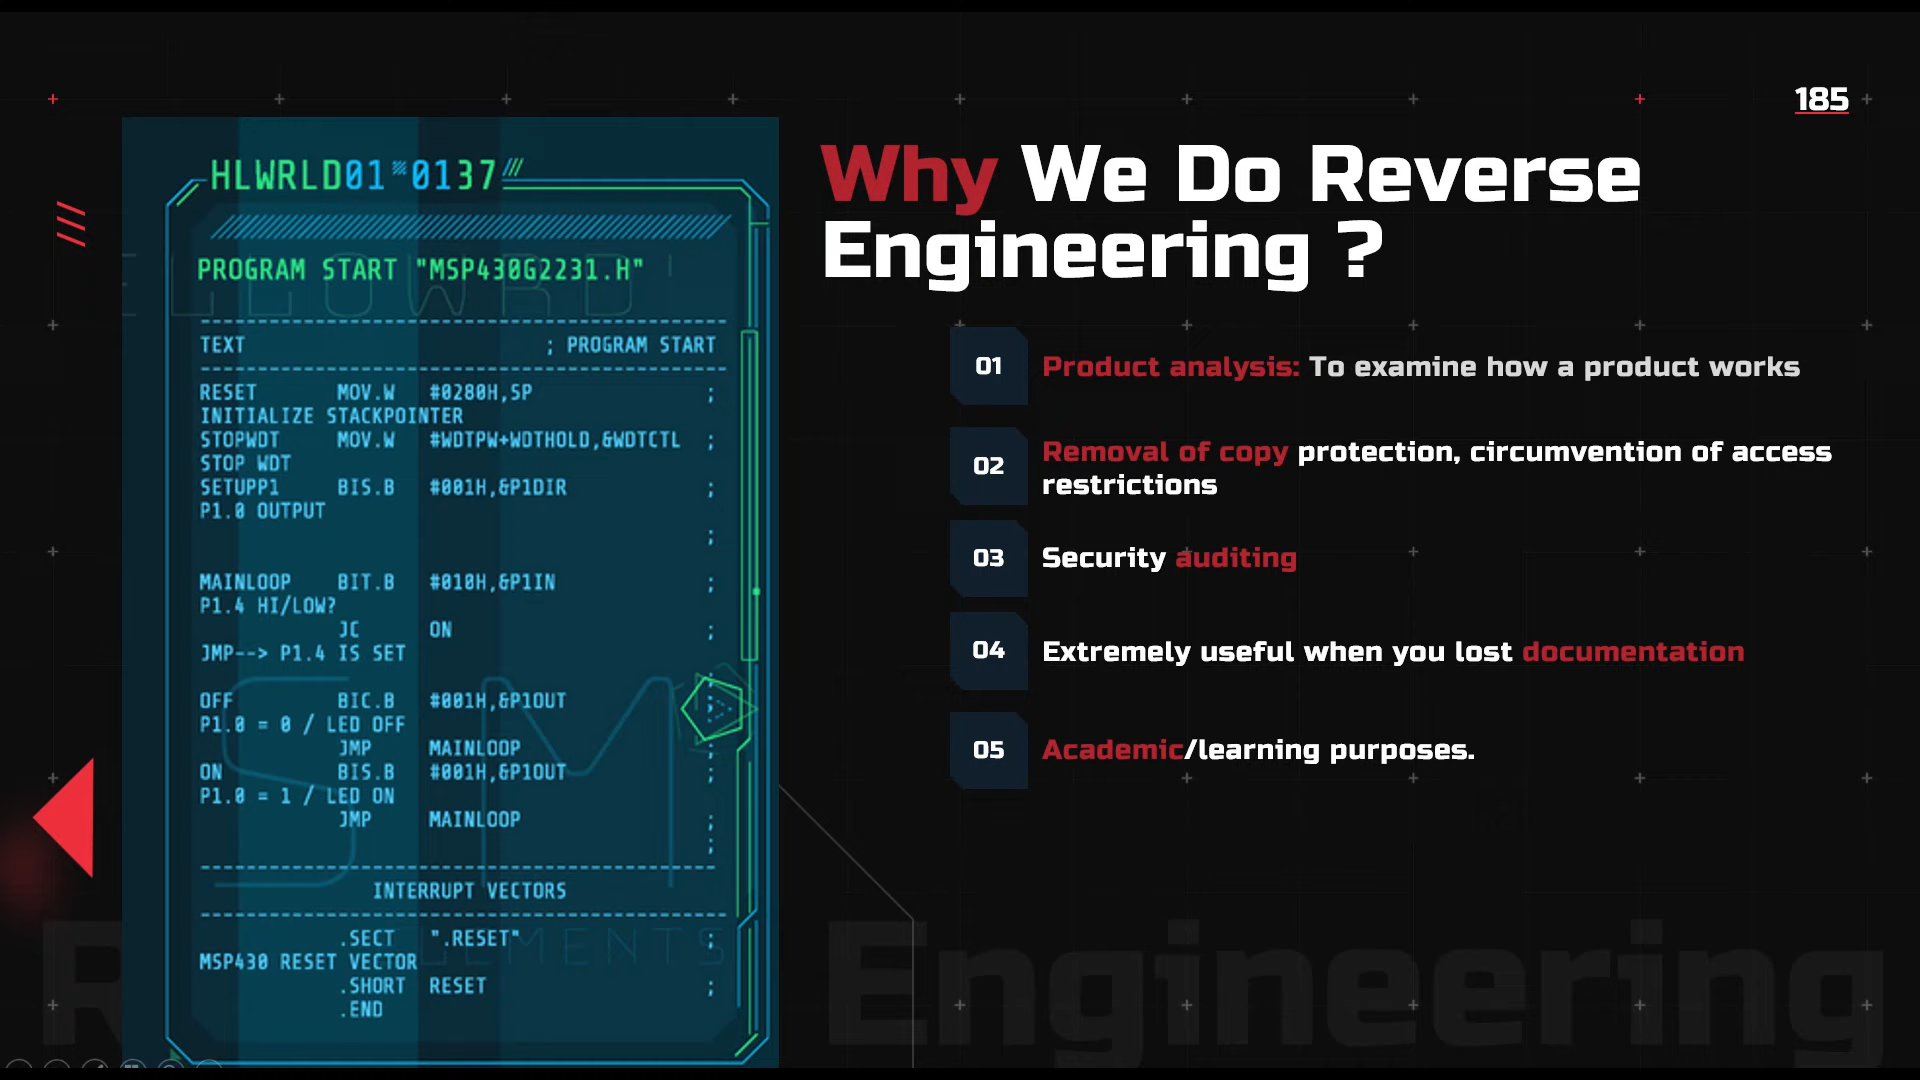 185
HLWRLD01 0137
PROGRAM START "MSP430G2231.H"
TEXT ; PROGRAM START
RESET MOV.W #0280H,SP ;
INITIALIZE STACKPOINTER
STOPWDT MOV.W #WDTPW+WDTHOLD,&WDTCTL ;
STOP WDT
SETUPP1 BIS.B #001H,&P1DIR ;
P1.0 OUTPUT
;
MAINLOOP BIT.B #010H,&P1IN ;
P1.4 HI/LOW?
JC ON ;
JMP--> P1.4 IS SET
;
OFF BIC.B #001H,&P1OUT ;
P1.0 = 0 / LED OFF
JMP MAINLOOP ;
ON BIS.B #001H,&P1OUT ;
P1.0 = 1 / LED ON
JMP MAINLOOP ;
;
INTERRUPT VECTORS
.SECT ".RESET" ;
MSP430 RESET VECTOR
.SHORT RESET ;
.END
Why We Do Reverse
Engineering ?
01 Product analysis: To examine how a product works
02 Removal of copy protection, circumvention of access
restrictions
03 Security auditing
04 Extremely useful when you lost documentation
05 Academic/learning purposes.
Engineering